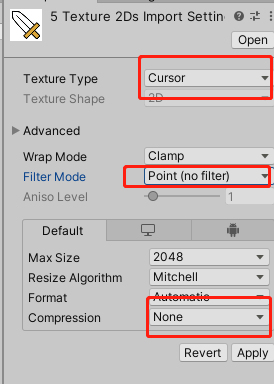 5 Texture 2Ds Import Settin
Open
Texture Type Cursor
Texture Shape 2D
Advanced
Wrap Mode Clamp
Filter Mode Point (no filter)
Aniso Level 1
Default
Max Size 2048
Resize Algorithm Mitchell
Format Automatic
Compression None
Revert Apply